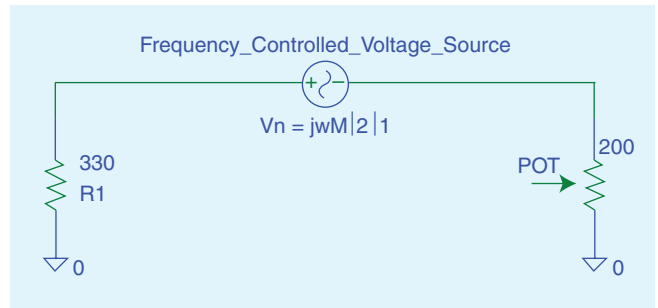 Frequency_Controlled_Voltage_Source
+ −
Vn = jwM|2|1
330
R1
0
200
POT
0